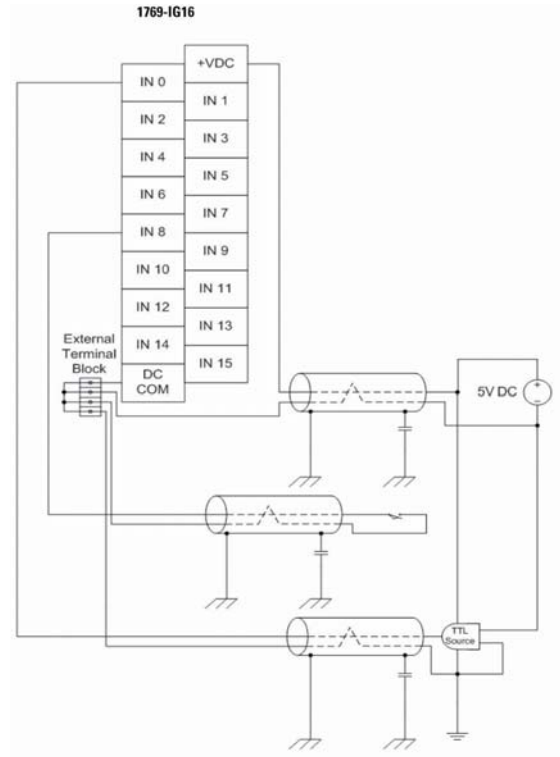 1769-IG16
+VDC
IN 0
IN 1
IN 2
IN 3
IN 4
IN 5
IN 6
IN 7
IN 8
IN 9
IN 10
IN 11
IN 12
IN 13
IN 14
IN 15
DC
COM
External
Terminal
Block
5V DC
+
-
TTL
Source